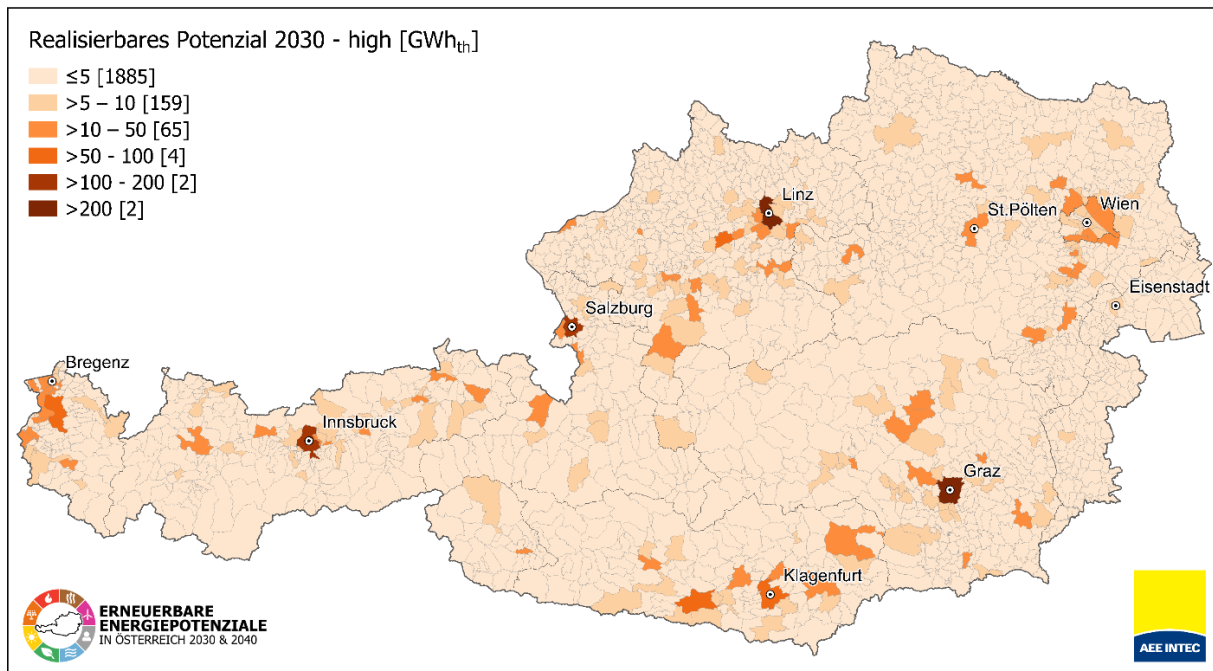 Realisierbares Potenzial 2030 - high [GWhth]
≤5 [1885]
>5 – 10 [159]
>10 – 50 [65]
>50 - 100 [4]
>100 - 200 [2]
>200 [2]
Linz
St.Pölten
Wien
Eisenstadt
Salzburg
Bregenz
Innsbruck
Graz
Klagenfurt
ERNEUERBARE
ENERGIEPOTENZIALE
IN ÖSTERREICH 2030 & 2040
AEE INTEC